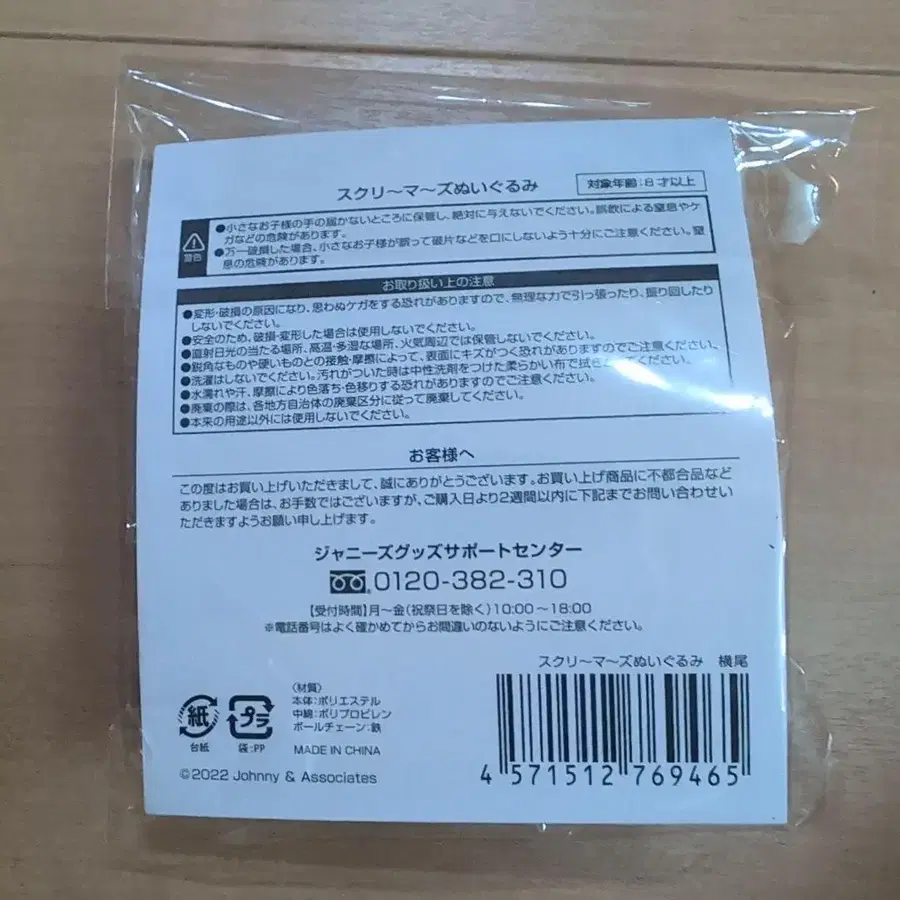 スクリ〜マ〜ズぬいぐるみ
対象年齢:8才以上
警告
●小さなお子様の手の届かないところに保管し、絶対に与えないでください。誤飲による窒息やケ
ガなどの危険があります。
●万一破損した場合、小さなお子様が誤って破片などを口にしないよう十分にご注意ください。窒
息の危険があります。
お取り扱い上の注意
●変形・破損の原因になり、思わぬケガをする恐れがありますので、無理な力で引っ張ったり、振り回したり
しないでください。
●安全のため、破損・変形した場合は使用しないでください。
●直射日光の当たる場所、高温・多湿な場所、火気周辺では保管しないでください。
●鋭角なものや硬いものとの接触・摩擦によって、表面にキズがつく恐れがありますのでご注意ください。
●洗濯はしないでください。汚れがついた時は中性洗剤をつけた柔らかい布で拭き
●水濡れや汗、摩擦により色落ち・色移りする恐れがありますのでご注意ください。
●廃棄の際は、各地方自治体の廃棄区分に従って廃棄してください。
●本来の用途以外には使用しないでください。
お客様へ
この度はお買い上げいただきまして、誠にありがとうございます。お買い上げ商品に不都合品など
ありました場合は、お手数ではございますが、ご購入日より2週間以内に下記までお問い合わせい
ただきますようお願い申し上げます。
ジャニーズグッズサポートセンター
0120-382-310
【受付時間】月〜金(祝祭日を除く)10:00〜18:00
※電話番号はよく確かめてからお間違いのないようにご注意ください。
スクリ〜マ〜ズぬいぐるみ 横尾
紙
台紙
プラ
袋:PP
〈材質〉
本体:ポリエステル
中綿:ポリプロピレン
ボールチェーン:鉄
MADE IN CHINA
©2022 Johnny & Associates
4 571512 769465